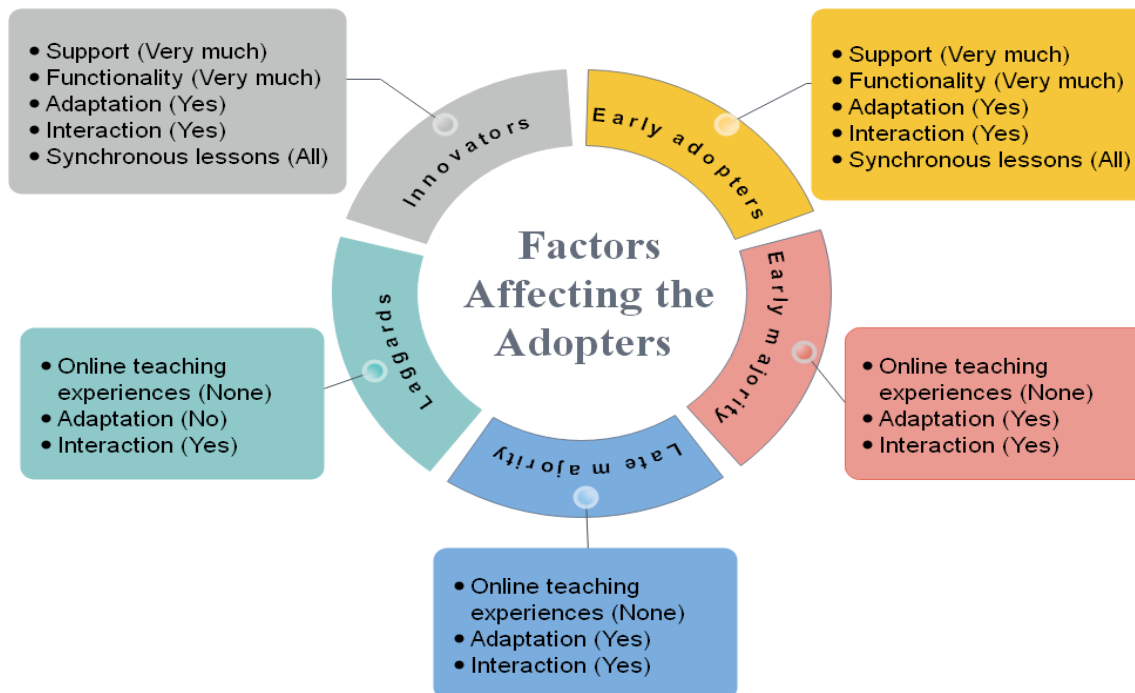 • Support (Very much)
• Functionality (Very much)
• Adaptation (Yes)
• Interaction (Yes)
• Synchronous lessons (All)
Innovators
Early adopters
• Support (Very much)
• Functionality (Very much)
• Adaptation (Yes)
• Interaction (Yes)
• Synchronous lessons (All)
Factors
Affecting the
Adopters
Laggards
• Online teaching
experiences (None)
• Adaptation (No)
• Interaction (Yes)
Early majority
• Online teaching
experiences (None)
• Adaptation (Yes)
• Interaction (Yes)
Late majority
• Online teaching
experiences (None)
• Adaptation (Yes)
• Interaction (Yes)